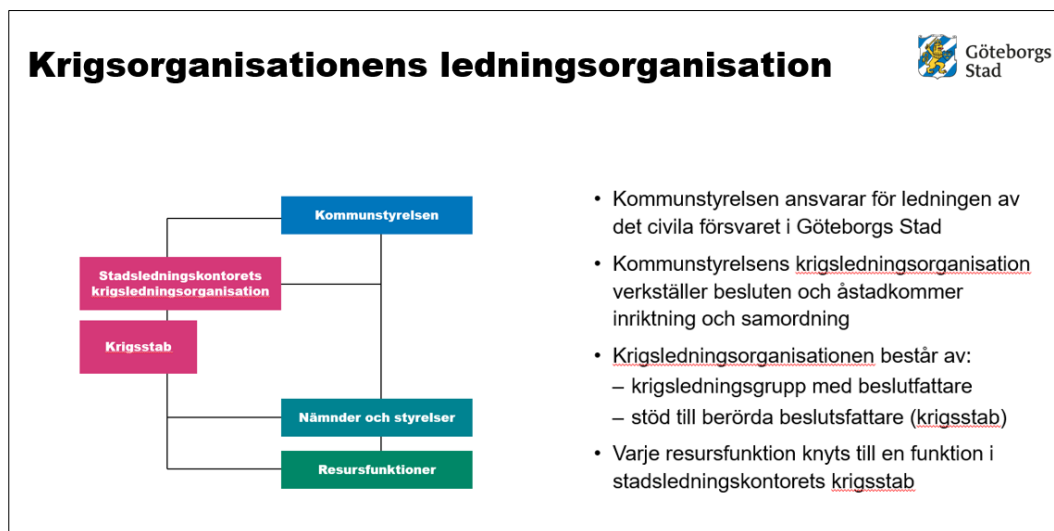 Krigsorganisationens ledningsorganisation
Göteborgs
Stad
Kommunstyrelsen
Stadsledningskontorets
krigsledningsorganisation
Krigsstab
Nämnder och styrelser
Resursfunktioner
• Kommunstyrelsen ansvarar för ledningen av
det civila försvaret i Göteborgs Stad
• Kommunstyrelsens krigsledningsorganisation
verkställer besluten och åstadkommer
inriktning och samordning
• Krigsledningsorganisationen består av:
– krigsledningsgrupp med beslutfattare
– stöd till berörda beslutsfattare (krigsstab)
• Varje resursfunktion knyts till en funktion i
stadsledningskontorets krigsstab